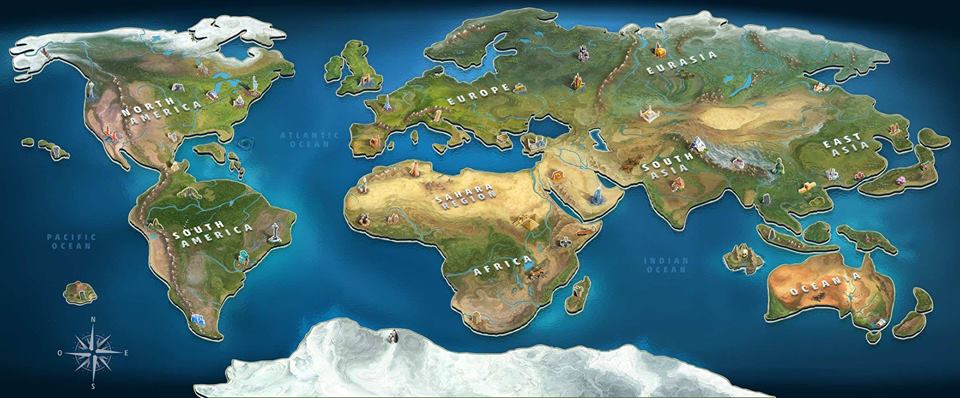 NORTH
AMERICA
EUROPE
EURASIA
ATLANTIC
OCEAN
EAST
ASIA
SOUTH
ASIA
SAHARA
REGION
SOUTH
AMERICA
PACIFIC
OCEAN
AFRICA
INDIAN
OCEAN
OCEANIA
N
O
E
S